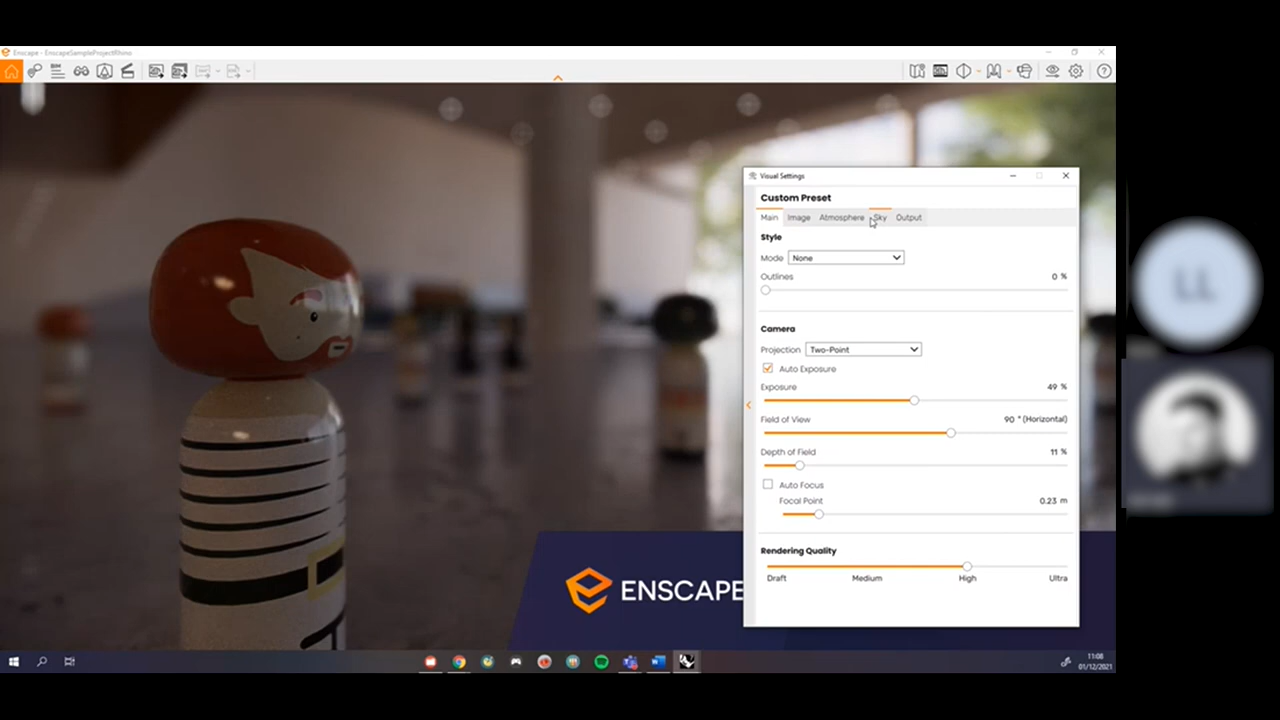 Enscape - EnscapeSampleProjectRhino
Visual Settings
Custom Preset
Main Image Atmosphere Sky Output
Style
Mode None
Outlines 0 %
Camera
Projection Two-Point
Auto Exposure
Exposure 49 %
Field of View 90 ° (Horizontal)
Depth of Field 11 %
Auto Focus
Focal Point 0.23 m
Rendering Quality
Draft Medium High Ultra
ENSCAPE
LL
11:08
01/12/2021